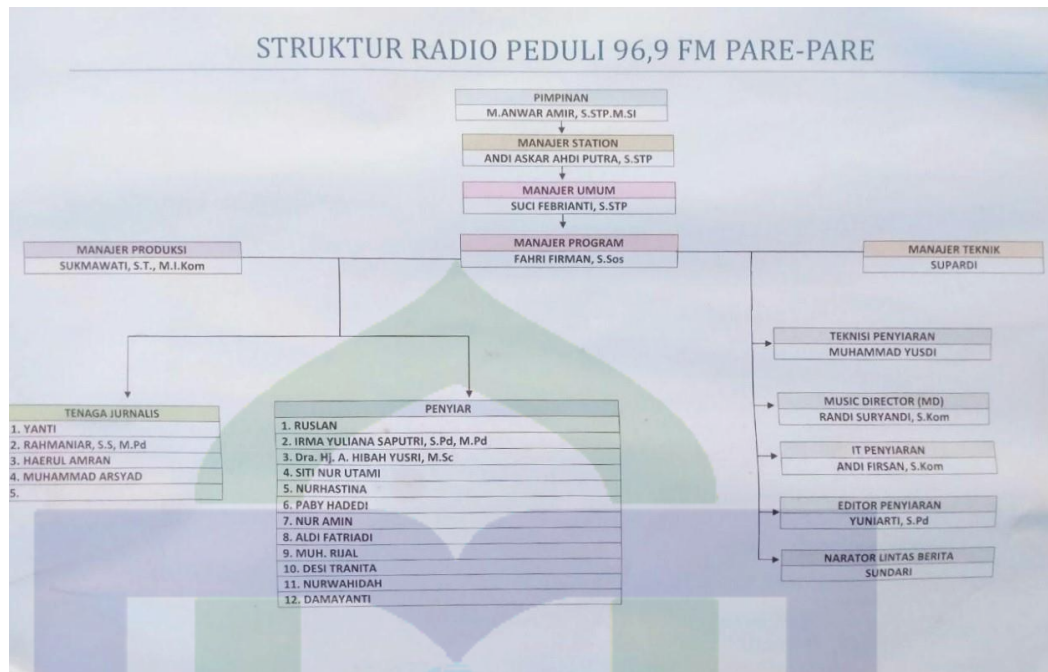 STRUKTUR RADIO PEDULI 96,9 FM PARE-PARE
PIMPINAN
M.ANWAR AMIR, S.STP.M.SI
MANAJER STATION
ANDI ASKAR AHDI PUTRA, S.STP
MANAJER UMUM
SUCI FEBRIANTI, S.STP
MANAJER PROGRAM
FAHRI FIRMAN, S.Sos
MANAJER PRODUKSI
SUKMAWATI, S.T., M.I.Kom
MANAJER TEKNIK
SUPARDI
TENAGA JURNALIS
1. YANTI
2. RAHMANIAR, S.S, M.Pd
3. HAERUL AMRAN
4. MUHAMMAD ARSYAD
5.
PENYIAR
1. RUSLAN
2. IRMA YULIANA SAPUTRI, S.Pd, M.Pd
3. Dra. Hj. A. HIBAH YUSRI, M.Sc
4. SITI NUR UTAMI
5. NURHASTINA
6. PABY HADEDI
7. NUR AMIN
8. ALDI FATRIADI
9. MUH. RIJAL
10. DESI TRANITA
11. NURWAHIDAH
12. DAMAYANTI
TEKNISI PENYIARAN
MUHAMMAD YUSDI
MUSIC DIRECTOR (MD)
RANDI SURYANDI, S.Kom
IT PENYIARAN
ANDI FIRSAN, S.Kom
EDITOR PENYIARAN
YUNIARTI, S.Pd
NARATOR LINTAS BERITA
SUNDARI